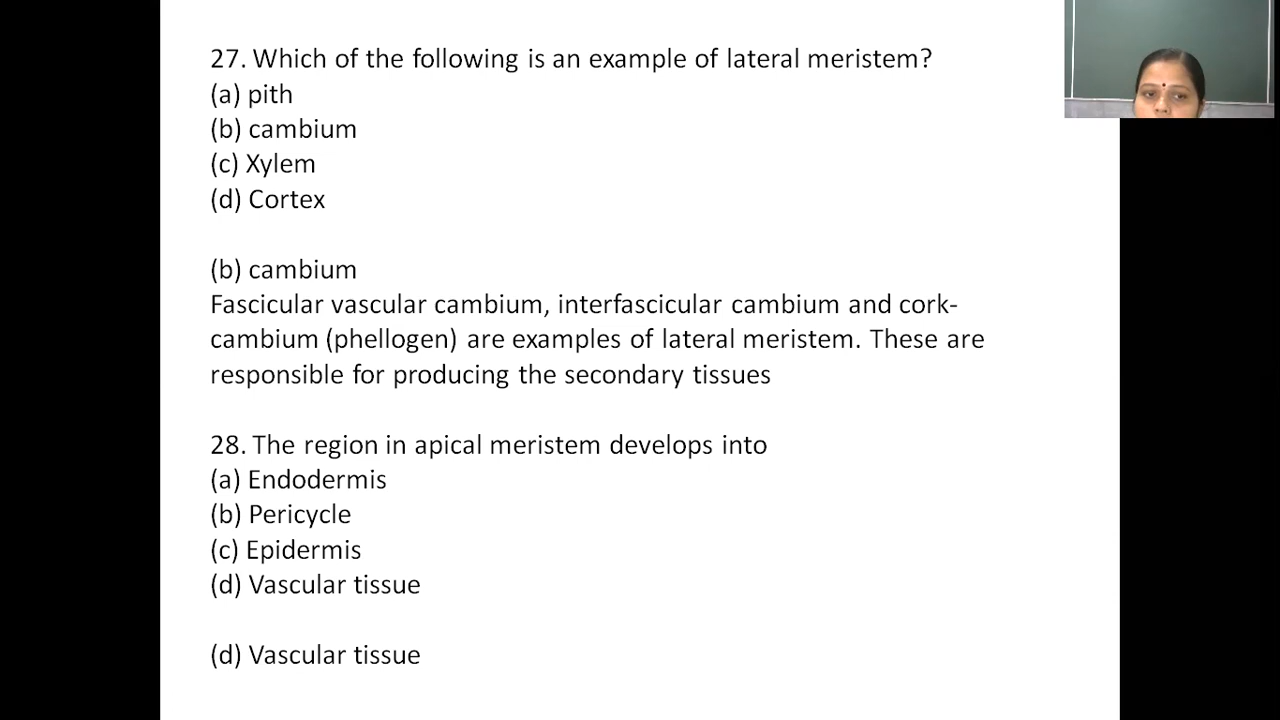 27. Which of the following is an example of lateral meristem?
(a) pith
(b) cambium
(c) Xylem
(d) Cortex
(b) cambium
Fascicular vascular cambium, interfascicular cambium and cork-
cambium (phellogen) are examples of lateral meristem. These are
responsible for producing the secondary tissues
28. The region in apical meristem develops into
(a) Endodermis
(b) Pericycle
(c) Epidermis
(d) Vascular tissue
(d) Vascular tissue